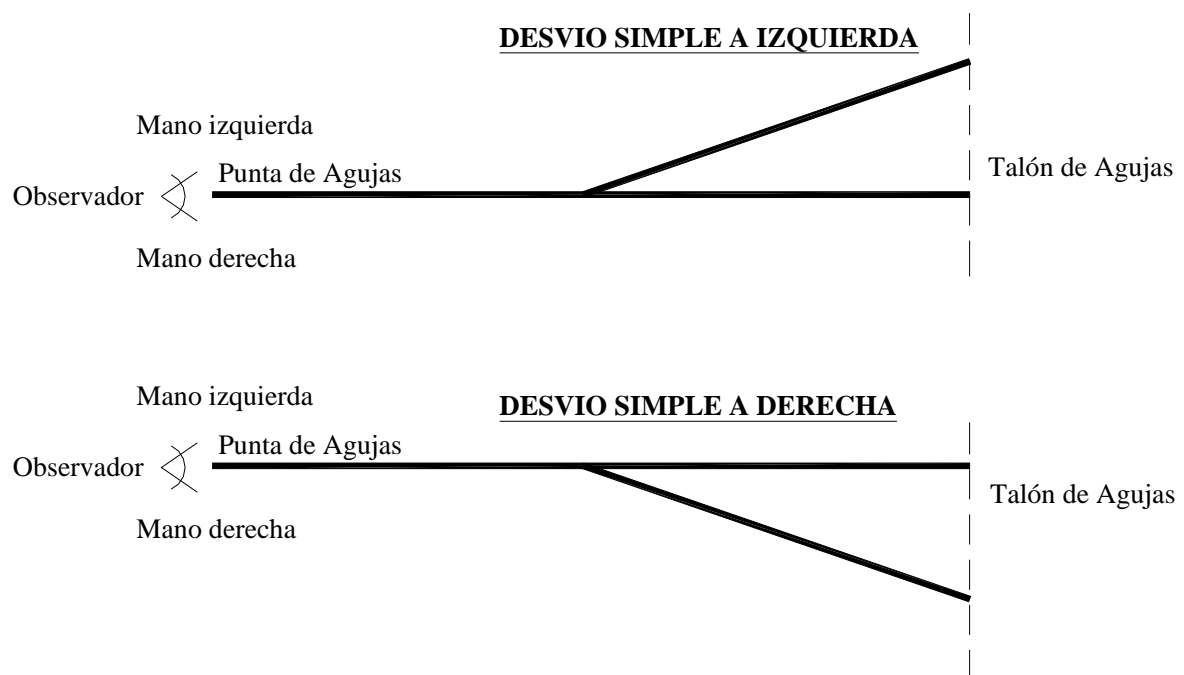 DESVIO SIMPLE A IZQUIERDA
Mano izquierda
Punta de Agujas
Talón de Agujas
Observador
Mano derecha
Mano izquierda
DESVIO SIMPLE A DERECHA
Punta de Agujas
Observador
Talón de Agujas
Mano derecha